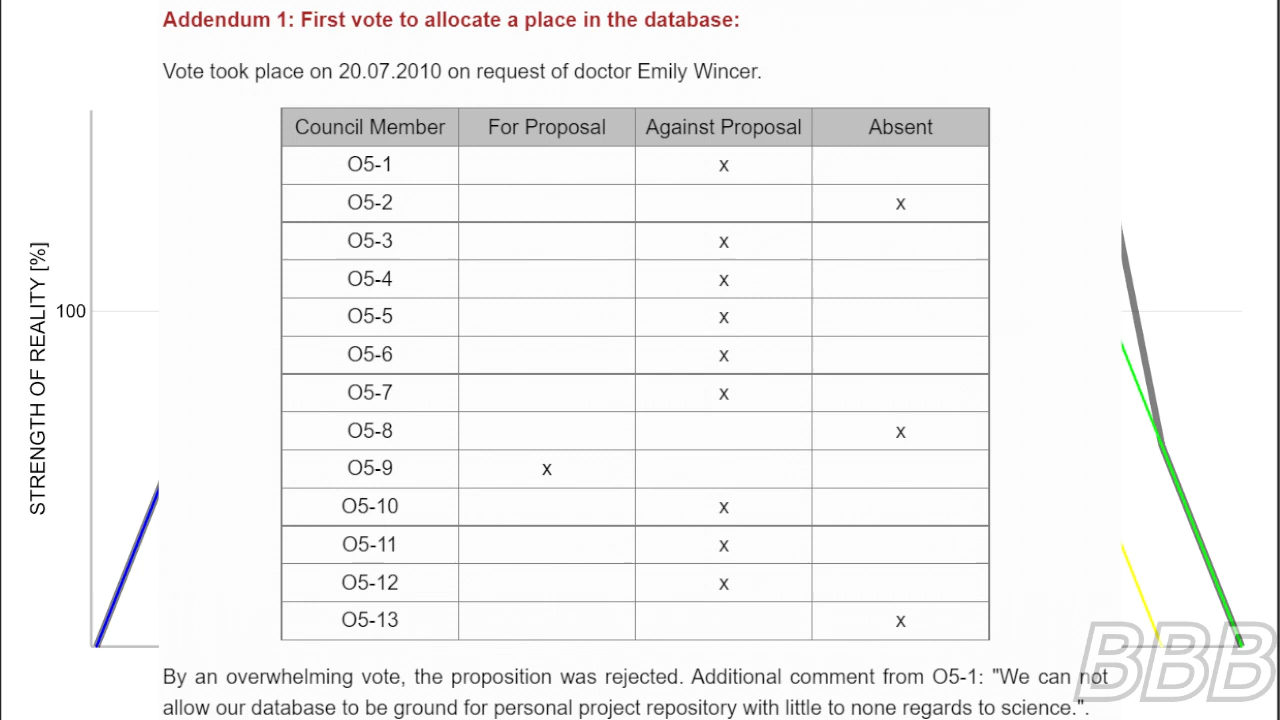 Addendum 1: First vote to allocate a place in the database:
Vote took place on 20.07.2010 on request of doctor Emily Wincer.
Council Member For Proposal Against Proposal Absent
O5-1 x
O5-2 x
O5-3 x
O5-4 x
O5-5 x
O5-6 x
O5-7 x
O5-8 x
O5-9 x
O5-10 x
O5-11 x
O5-12 x
O5-13 x
By an overwhelming vote, the proposition was rejected. Additional comment from O5-1: "We can not
allow our database to be ground for personal project repository with little to none regards to science.".
STRENGTH OF REALITY [%]
100
BBB